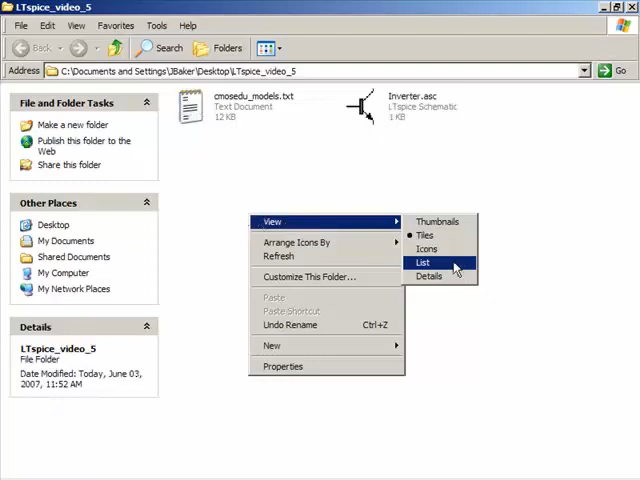 LTspice_video_5
File Edit View Favorites Tools Help
Back Search Folders
Address C:\Documents and Settings\JBaker\Desktop\LTspice_video_5 Go
File and Folder Tasks
Make a new folder
Publish this folder to the
Web
Share this folder
Other Places
Desktop
My Documents
Shared Documents
My Computer
My Network Places
Details
LTspice_video_5
File Folder
Date Modified: Today, June 03,
2007, 11:52 AM
cmosedu_models.txt
Text Document
12 KB
Inverter.asc
LTspice Schematic
1 KB
View
Arrange Icons By
Refresh
Customize This Folder...
Paste
Paste Shortcut
Undo Rename Ctrl+Z
New
Properties
Thumbnails
Tiles
Icons
List
Details